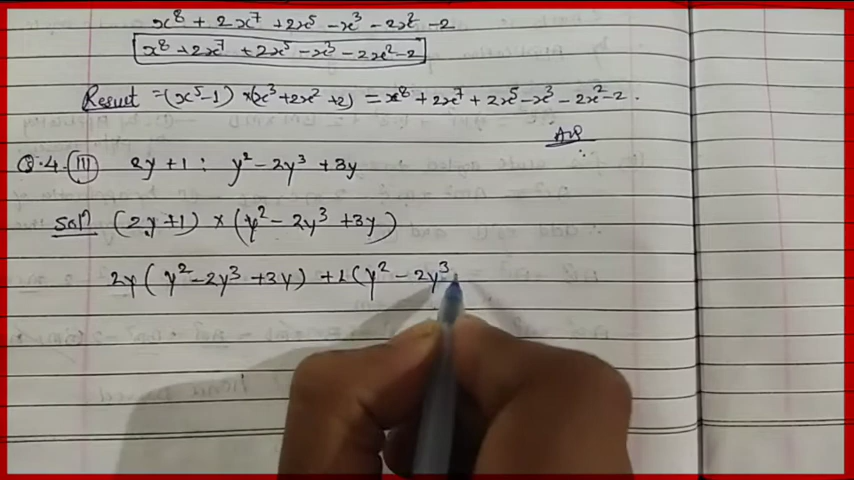 x⁸ + 2x⁷ + 2x⁵ - x³ - 2x² - 2
x⁸ + 2x⁷ + 2x⁵ - x³ - 2x² - 2
Result = (x⁵-1) × (x³+2x²+2) = x⁸ + 2x⁷ + 2x⁵ - x³ - 2x² - 2.
Ans
Q.4. (III) 2y + 1 : y² - 2y³ + 3y
Solⁿ (2y + 1) × (y² - 2y³ + 3y)
2y (y² - 2y³ + 3y) + 1 (y² - 2y³